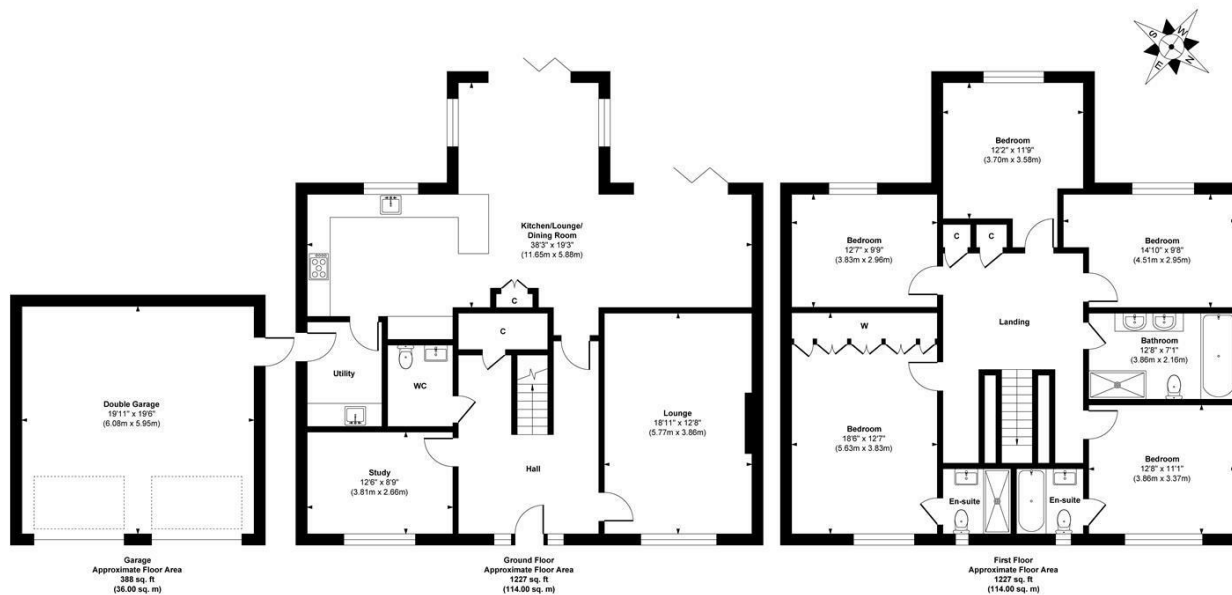 S
W
E
N
Kitchen/Lounge/
Dining Room
38'3" x 19'3"
(11.65m x 5.88m)
C
C
Utility
WC
Study
12'6" x 8'9"
(3.81m x 2.66m)
Hall
Lounge
18'11" x 12'8"
(5.77m x 3.86m)
Double Garage
19'11" x 19'6"
(6.08m x 5.95m)
Bedroom
12'2" x 11'9"
(3.70m x 3.58m)
Bedroom
12'7" x 9'9"
(3.83m x 2.96m)
C
C
Bedroom
14'10" x 9'8"
(4.51m x 2.95m)
W
Landing
Bathroom
12'8" x 7'1"
(3.86m x 2.16m)
Bedroom
18'6" x 12'7"
(5.63m x 3.83m)
En-suite
En-suite
Bedroom
12'8" x 11'1"
(3.86m x 3.37m)
Garage
Approximate Floor Area
388 sq. ft
(36.00 sq. m)
Ground Floor
Approximate Floor Area
1227 sq. ft
(114.00 sq. m)
First Floor
Approximate Floor Area
1227 sq. ft
(114.00 sq. m)